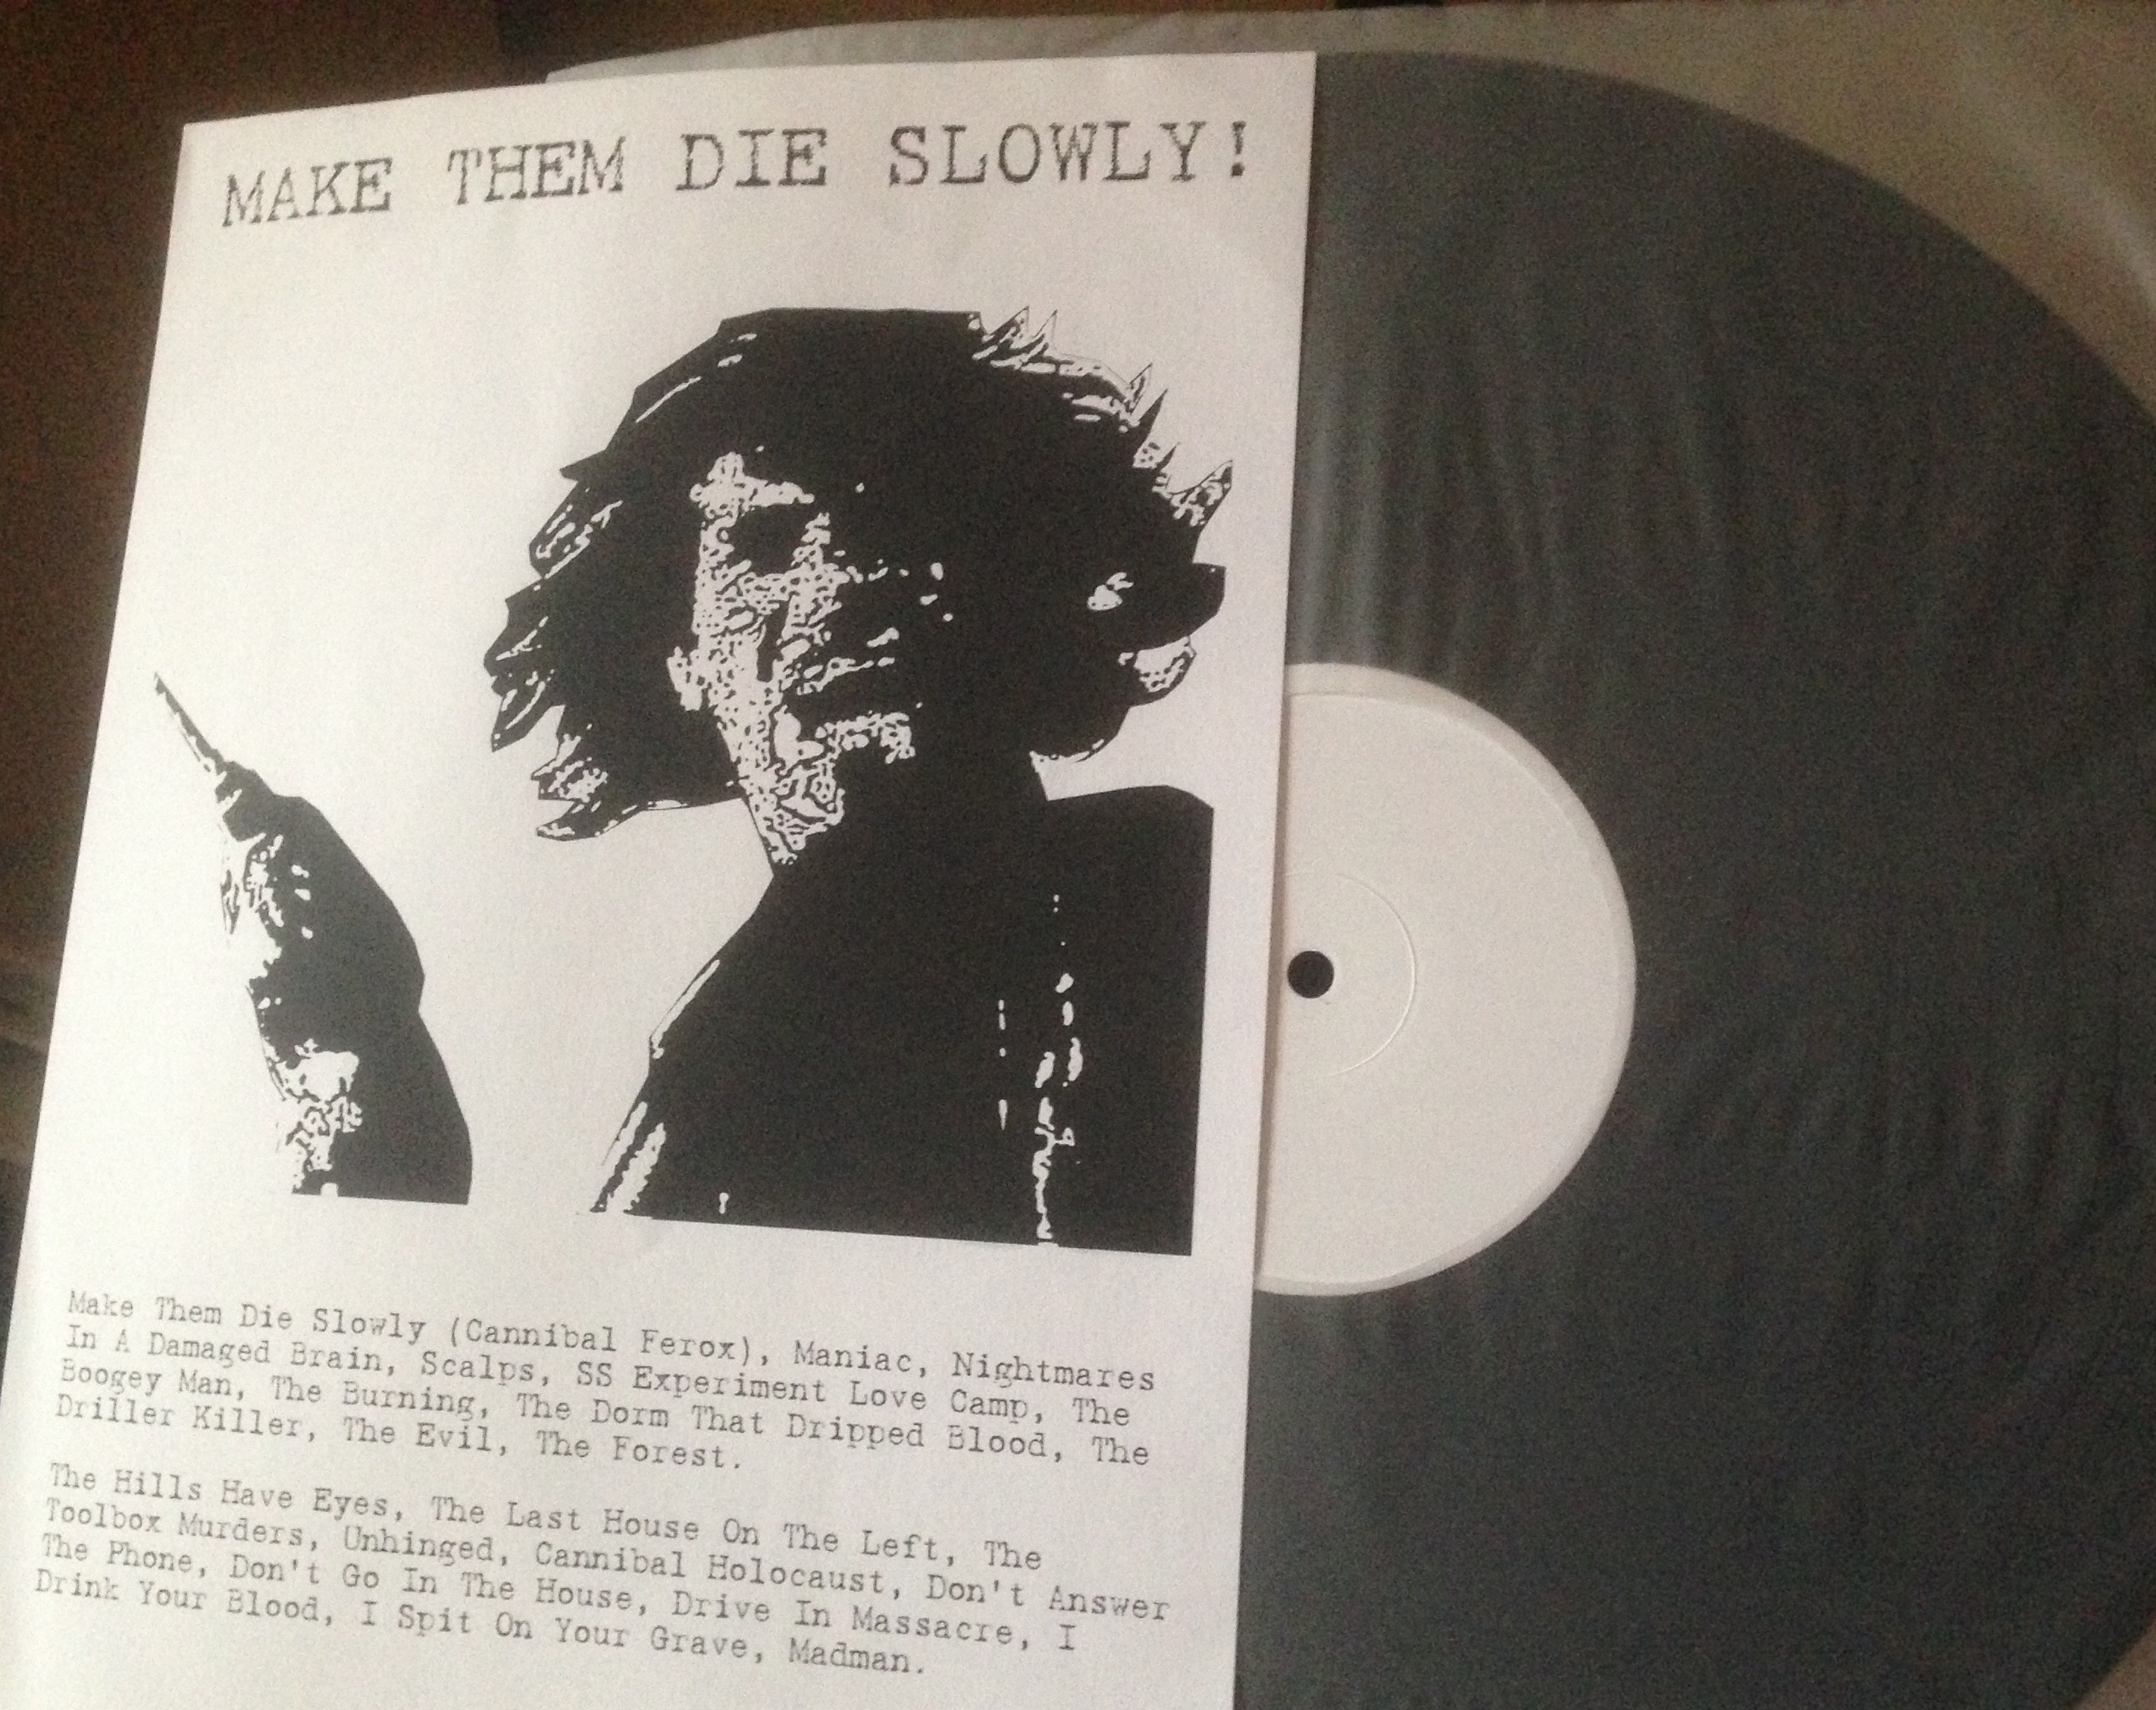 MAKE THEM DIE SLOWLY!
Make Them Die Slowly (Cannibal Ferox), Maniac, Nightmares
In A Damaged Brain, Scalps, SS Experiment Love Camp, The
Boogey Man, The Burning, The Dorm That Dripped Blood, The
Driller Killer, The Evil, The Forest.
The Hills Have Eyes, The Last House On The Left, The
Toolbox Murders, Unhinged, Cannibal Holocaust, Don't Answer
The Phone, Don't Go In The House, Drive In Massacre, I
Drink Your Blood, I Spit On Your Grave, Madman.